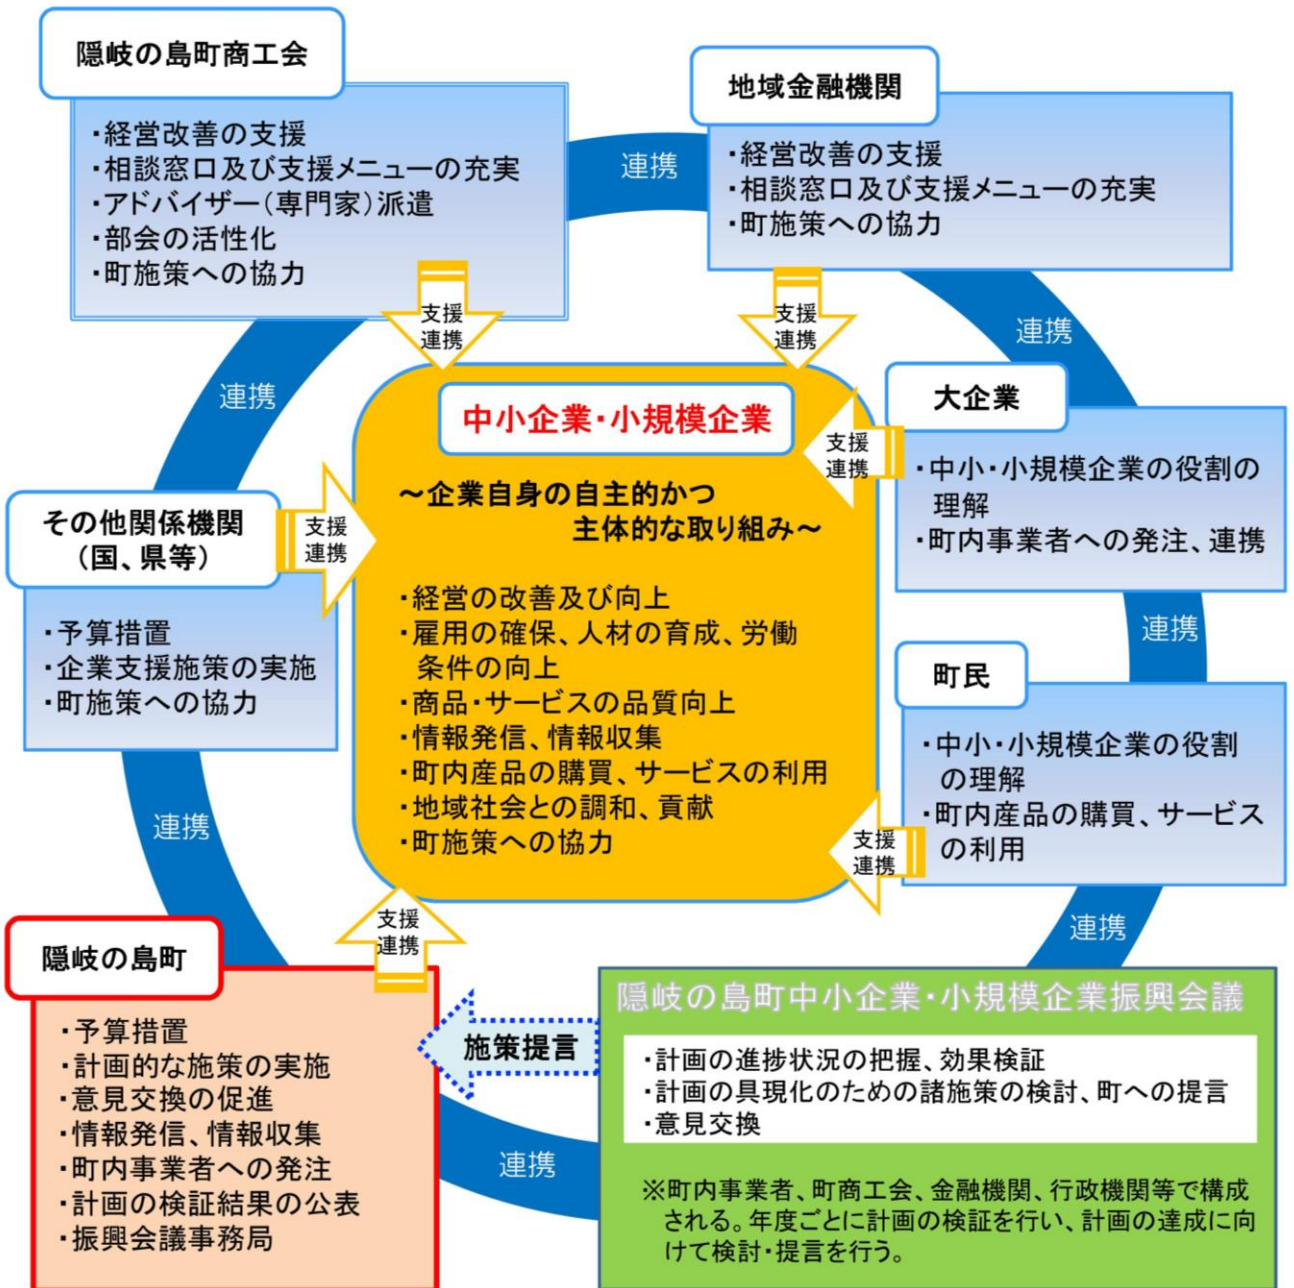 隠岐の島町商工会
・経営改善の支援
・相談窓口及び支援メニューの充実
・アドバイザー（専門家）派遣
・部会の活性化
・町施策への協力
支援
連携
連携
地域金融機関
・経営改善の支援
・相談窓口及び支援メニューの充実
・町施策への協力
支援
連携
連携
大企業
・中小・小規模企業の役割の
理解
・町内事業者への発注、連携
支援
連携
連携
町民
・中小・小規模企業の役割
の理解
・町内産品の購買、サービス
の利用
支援
連携
連携
連携
その他関係機関
（国、県等）
・予算措置
・企業支援施策の実施
・町施策への協力
支援
連携
連携
中小企業・小規模企業
～企業自身の自主的かつ
主体的な取り組み～
・経営の改善及び向上
・雇用の確保、人材の育成、労働
条件の向上
・商品・サービスの品質向上
・情報発信、情報収集
・町内産品の購買、サービスの利用
・地域社会との調和、貢献
・町施策への協力
隠岐の島町
・予算措置
・計画的な施策の実施
・意見交換の促進
・情報発信、情報収集
・町内事業者への発注
・計画の検証結果の公表
・振興会議事務局
支援
連携
施策提言
連携
隠岐の島町中小企業・小規模企業振興会議
・計画の進捗状況の把握、効果検証
・計画の具現化のための諸施策の検討、町への提言
・意見交換
※町内事業者、町商工会、金融機関、行政機関等で構成
される。年度ごとに計画の検証を行い、計画の達成に向
けて検討・提言を行う。